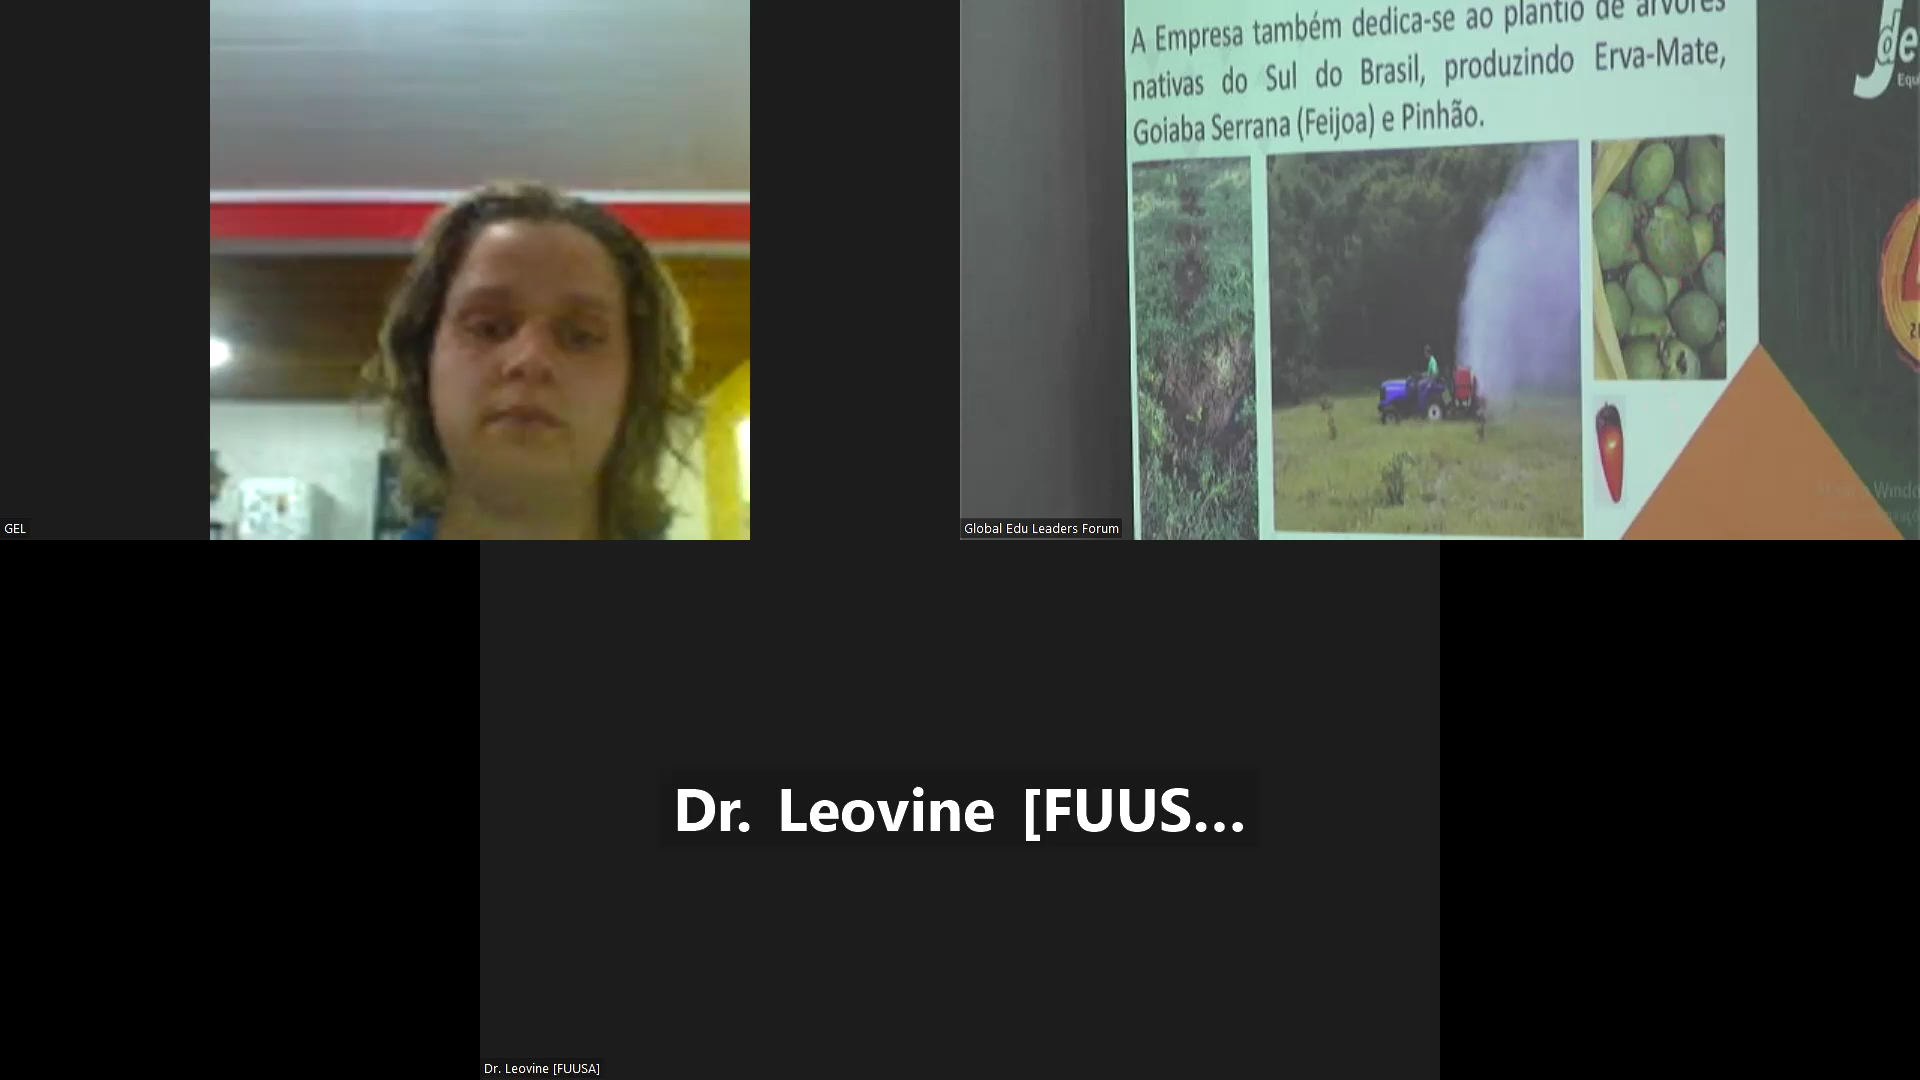 A Empresa também dedica-se ao plantio de árvores
nativas do Sul do Brasil, produzindo Erva-Mate,
Goiaba Serrana (Feijoa) e Pinhão.
GEL
Global Edu Leaders Forum
Dr. Leovine [FUUS...
Dr. Leovine [FUUSA]